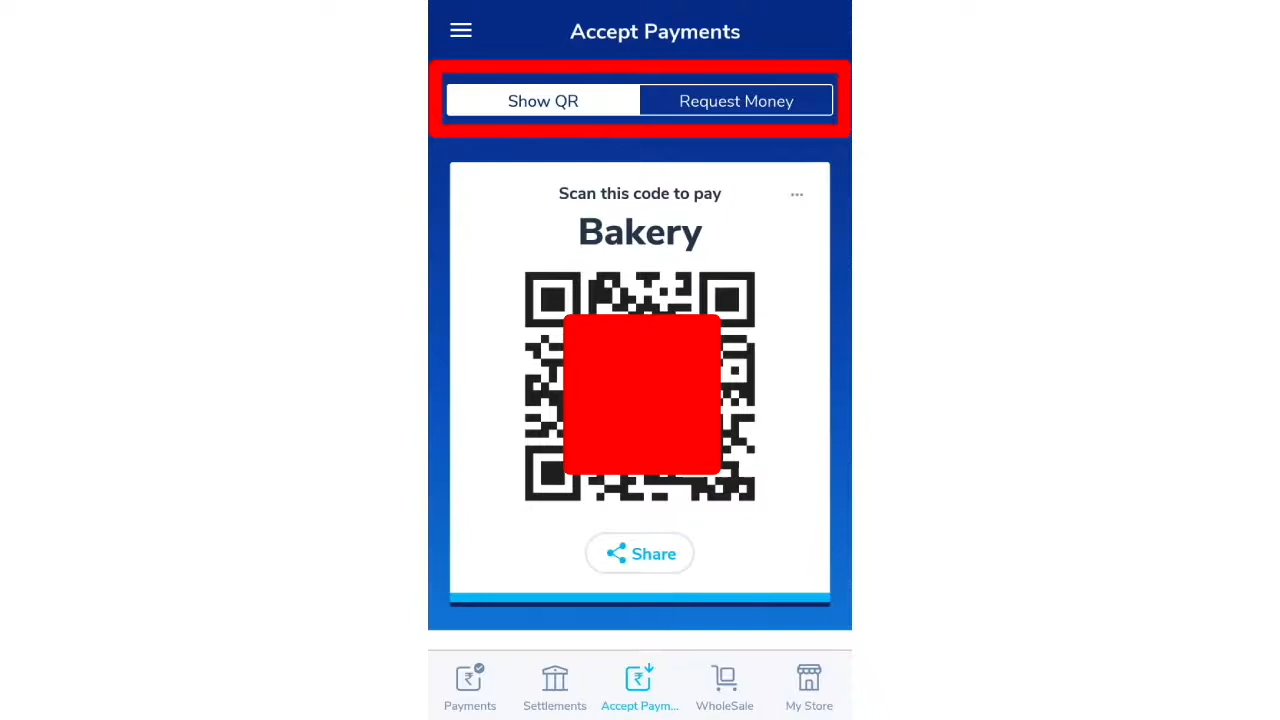 Accept Payments
Show QR Request Money
Scan this code to pay
Bakery
Share
Payments Settlements Accept Paym... WholeSale My Store